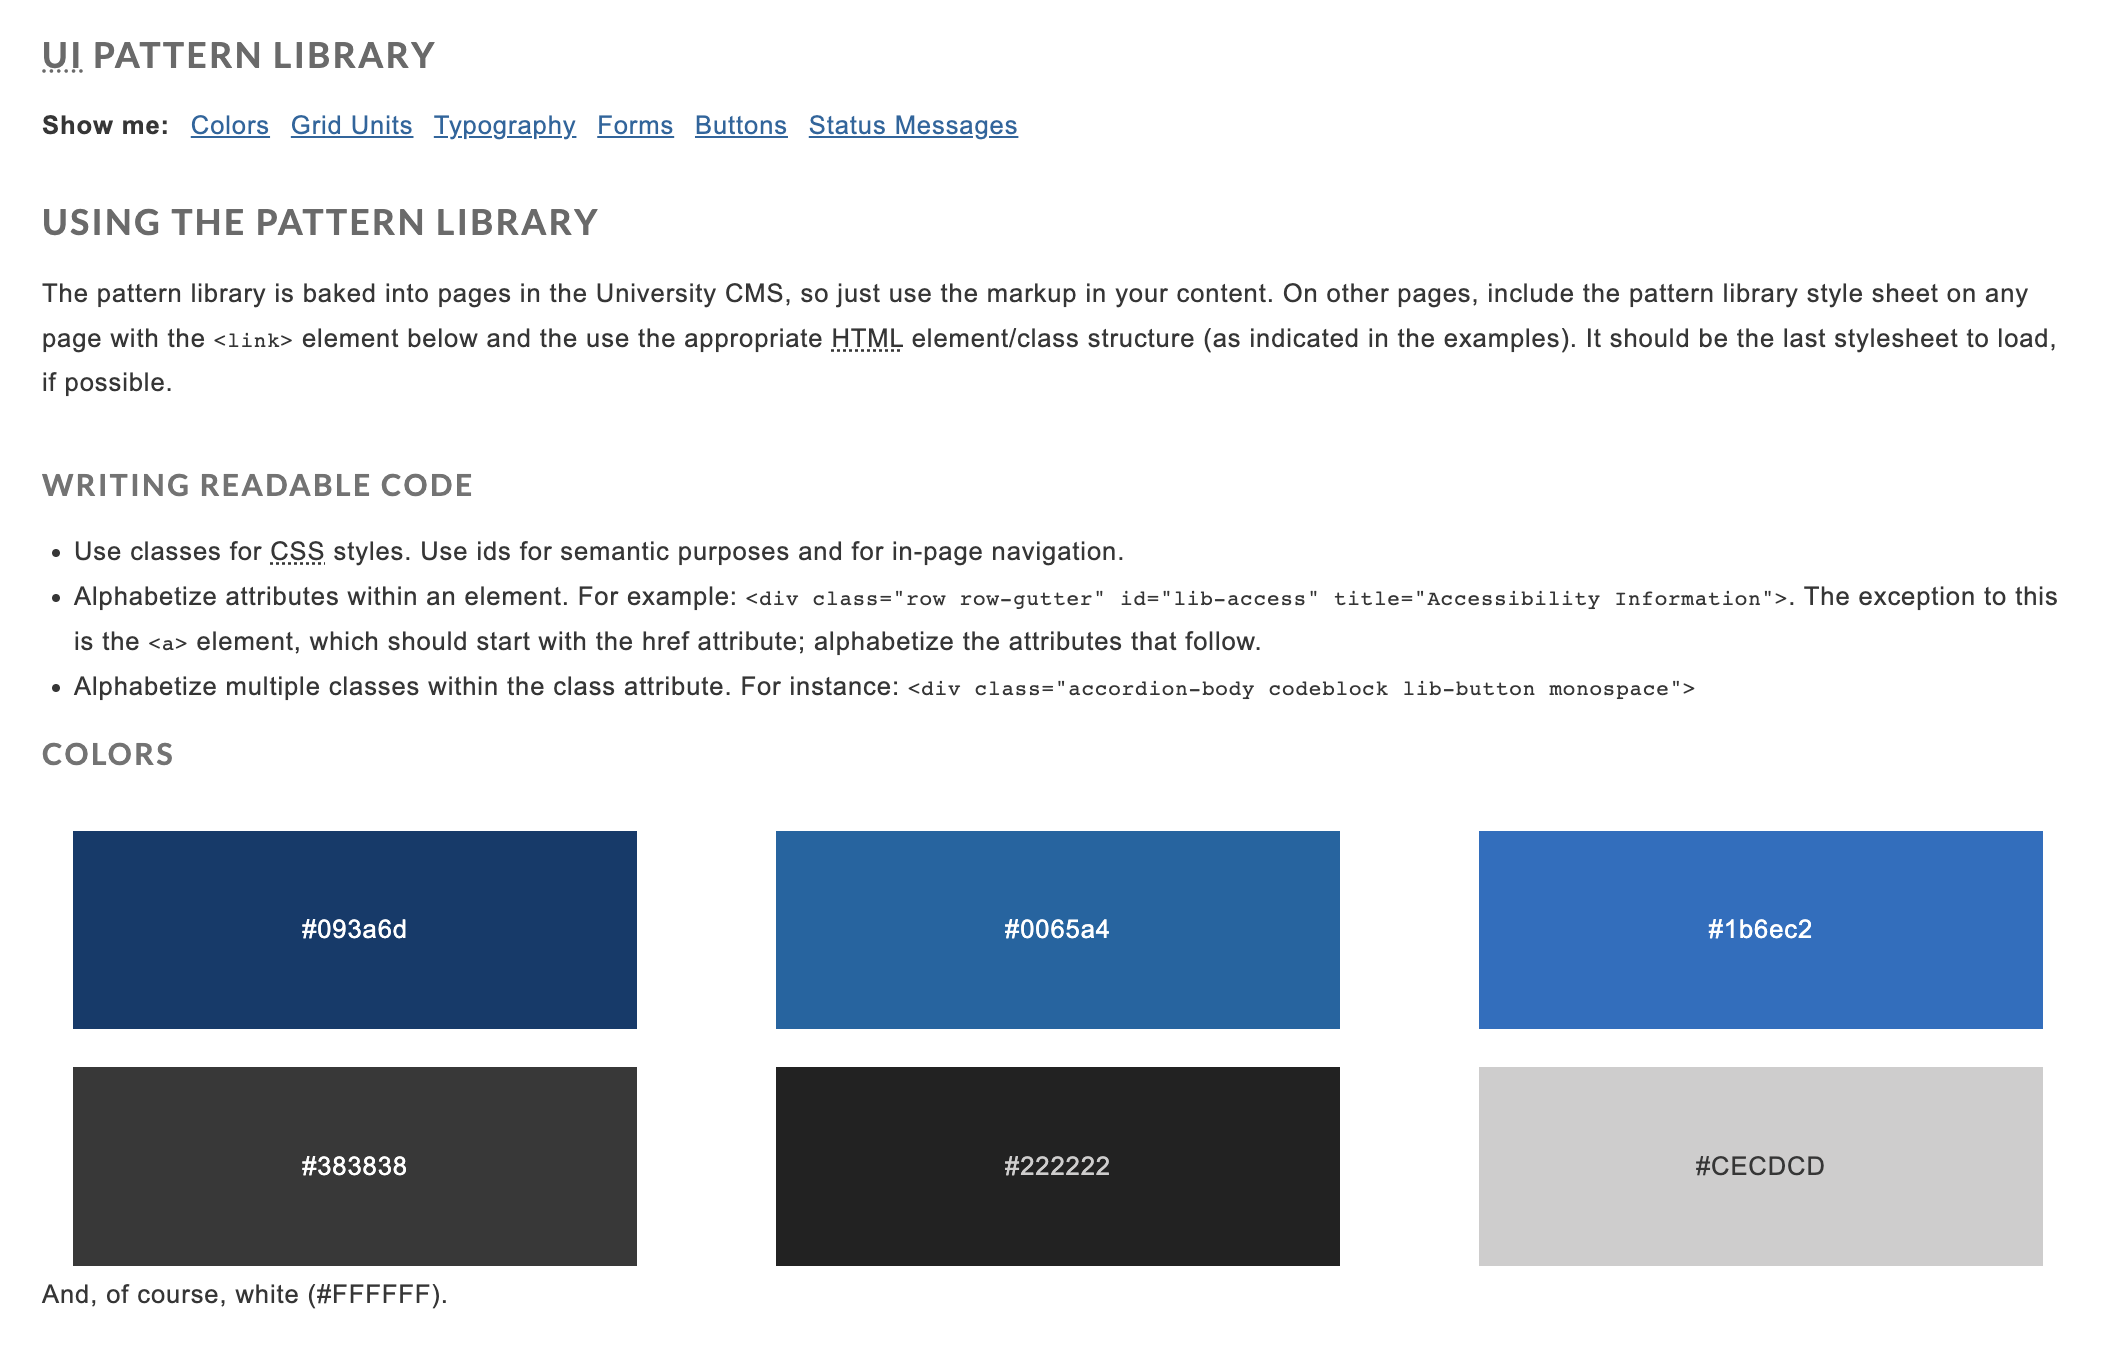 UI PATTERN LIBRARY
Show me: Colors Grid Units Typography Forms Buttons Status Messages
USING THE PATTERN LIBRARY
The pattern library is baked into pages in the University CMS, so just use the markup in your content. On other pages, include the pattern library style sheet on any
page with the <link> element below and the use the appropriate HTML element/class structure (as indicated in the examples). It should be the last stylesheet to load,
if possible.
WRITING READABLE CODE
• Use classes for CSS styles. Use ids for semantic purposes and for in-page navigation.
• Alphabetize attributes within an element. For example: <div class="row row-gutter" id="lib-access" title="Accessibility Information">. The exception to this
is the <a> element, which should start with the href attribute; alphabetize the attributes that follow.
• Alphabetize multiple classes within the class attribute. For instance: <div class="accordion-body codeblock lib-button monospace">
COLORS
#093a6d #0065a4 #1b6ec2
#383838 #222222 #CECDCD
And, of course, white (#FFFFFF).